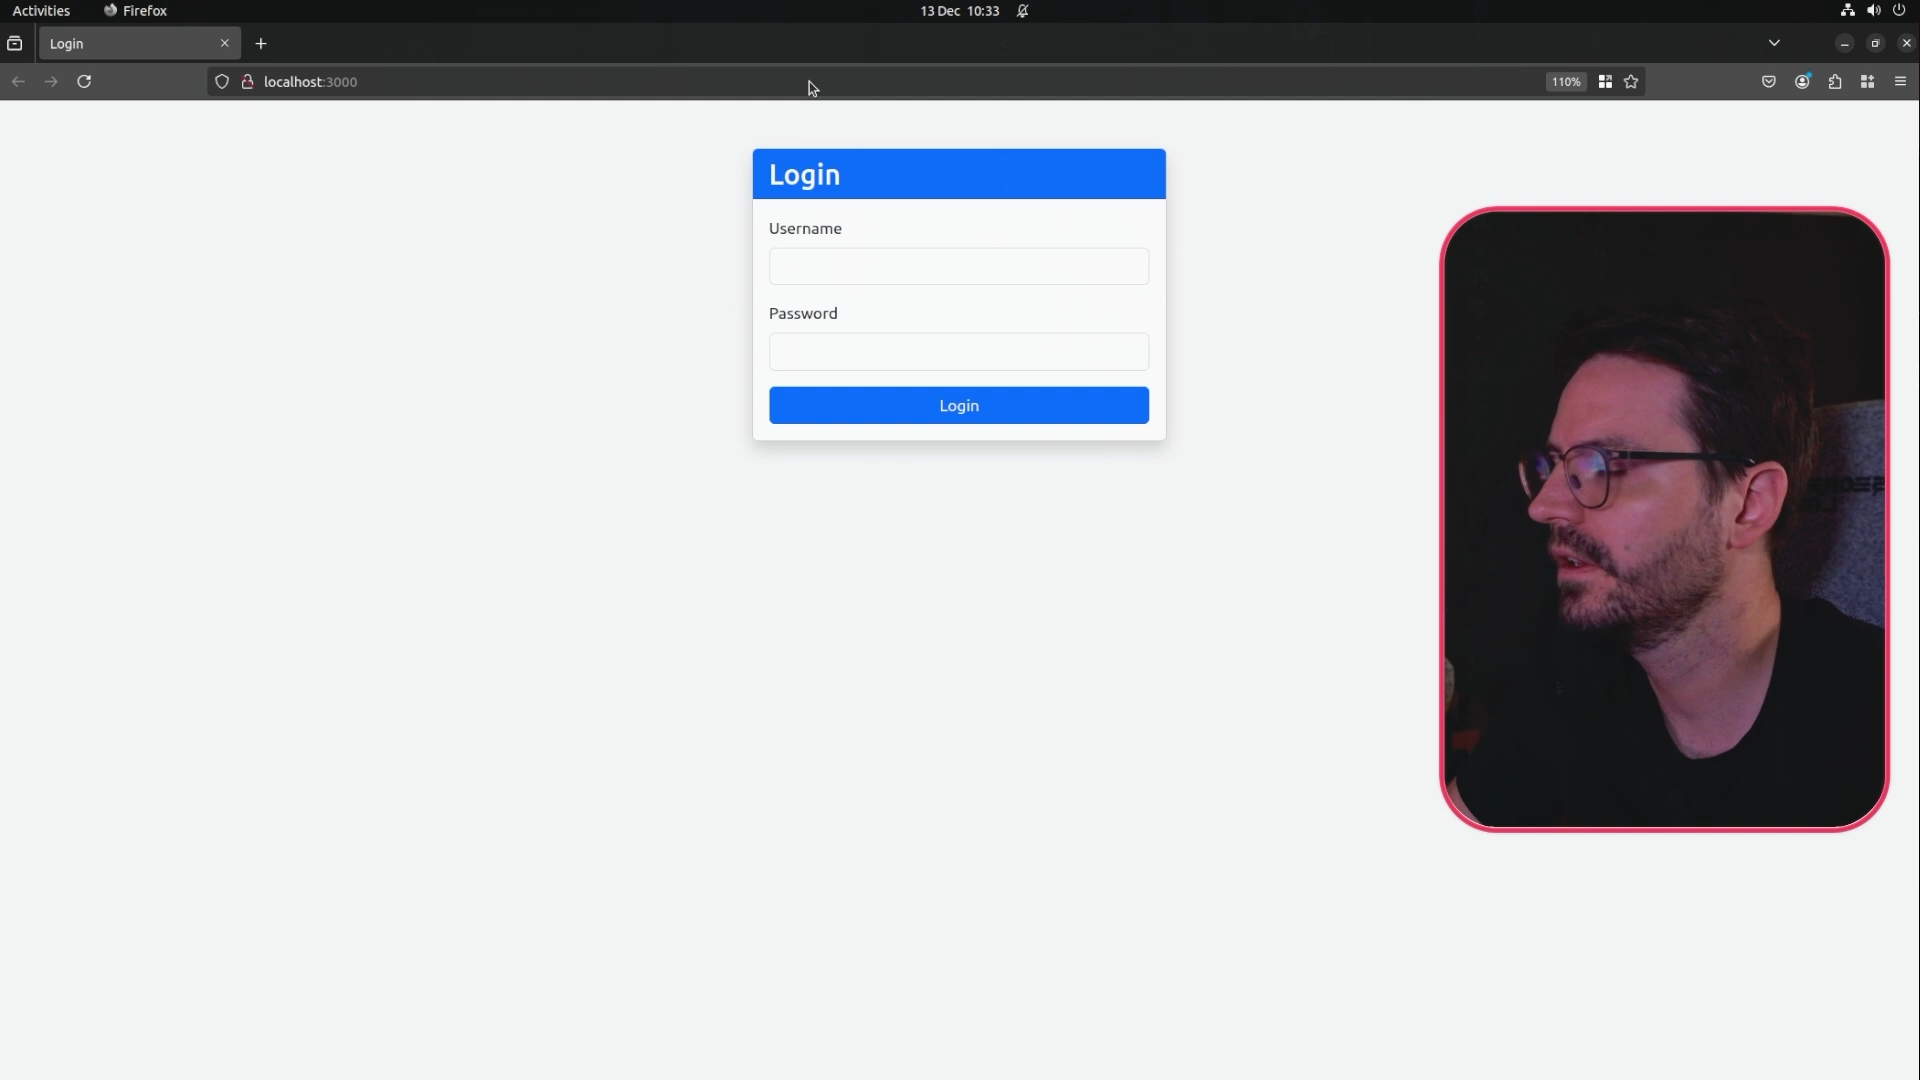 Activities
Firefox
13 Dec 10:33
Login
localhost:3000
110%
Login
Username
Password
Login